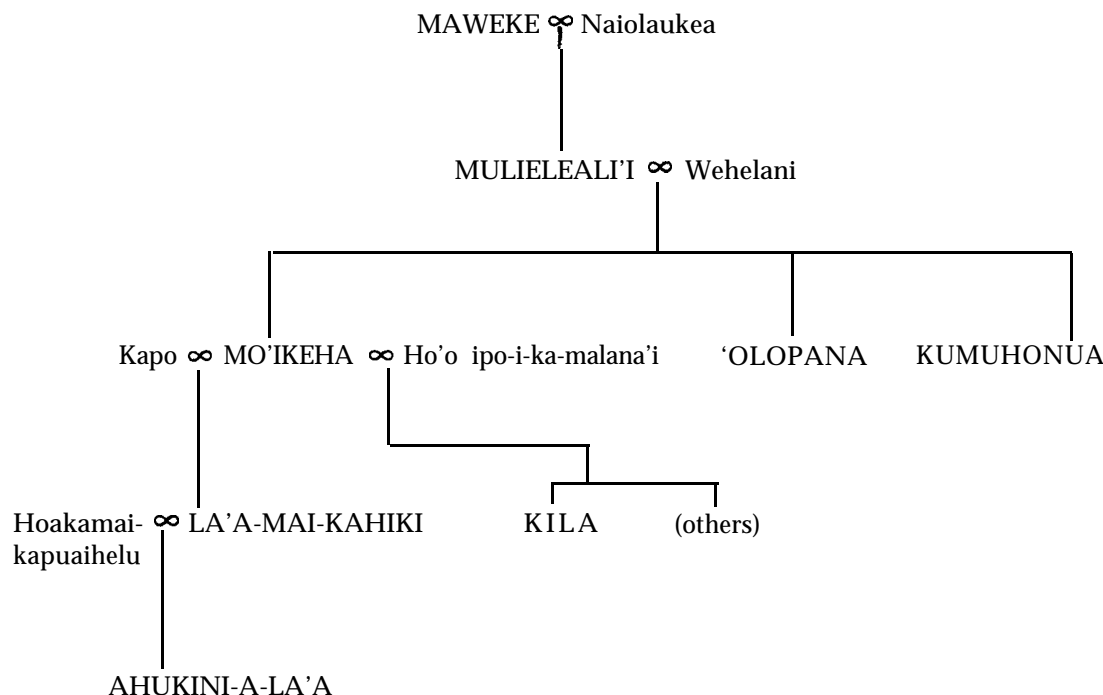 MAWEKE ∞ Naiolaukea
MULIELEALI'I ∞ Wehelani
Kapo ∞ MO'IKEHA ∞ Ho'o ipo-i-ka-malana'i
‘OLOPANA
KUMUHONUA
Hoakamai-
kapuaihelu
∞ LA'A-MAI-KAHIKI
KILA
(others)
AHUKINI-A-LA'A